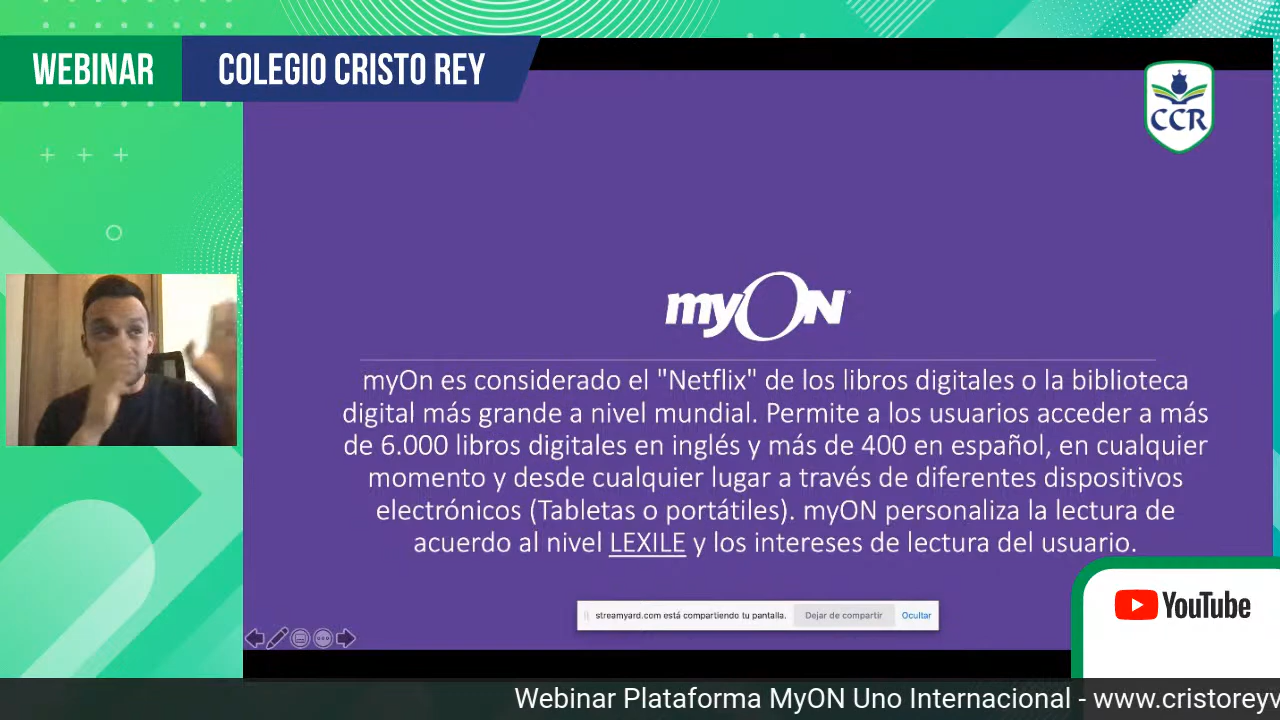 WEBINAR
COLEGIO CRISTO REY
CCR
myON
myOn es considerado el "Netflix" de los libros digitales o la biblioteca
digital más grande a nivel mundial. Permite a los usuarios acceder a más
de 6.000 libros digitales en inglés y más de 400 en español, en cualquier
momento y desde cualquier lugar a través de diferentes dispositivos
electrónicos (Tabletas o portátiles). myON personaliza la lectura de
acuerdo al nivel LEXILE y los intereses de lectura del usuario.
streamyard.com está compartiendo tu pantalla.
Dejar de compartir
Ocultar
YouTube
Webinar Plataforma MyON Uno Internacional - www.cristoreyv